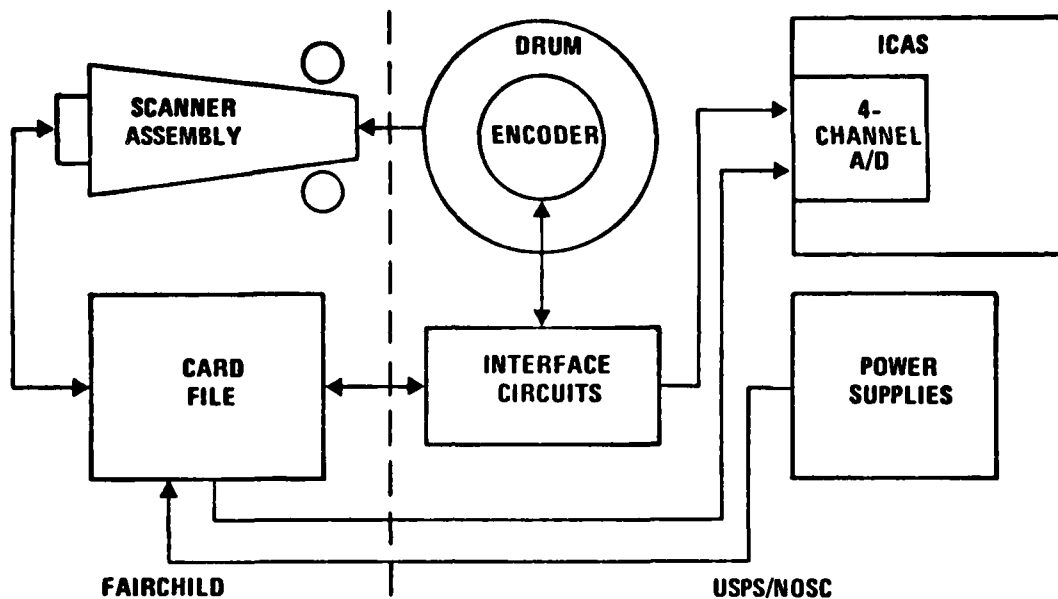 SCANNER
ASSEMBLY
DRUM
ENCODER
ICAS
4-
CHANNEL
A/D
CARD
FILE
INTERFACE
CIRCUITS
POWER
SUPPLIES
FAIRCHILD
USPS/NOSC